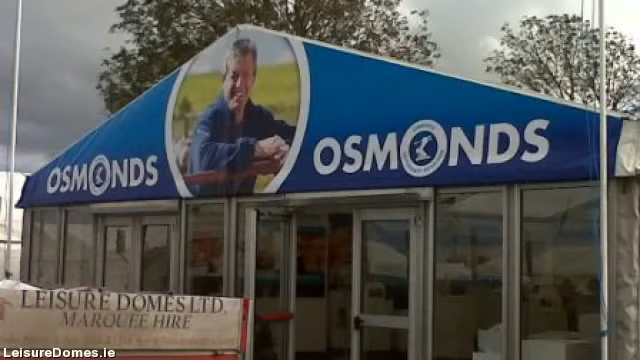 OSMONDS
OSMONDS
LEISURE DOMES LTD.
MARQUEE HIRE
LeisureDomes.ie